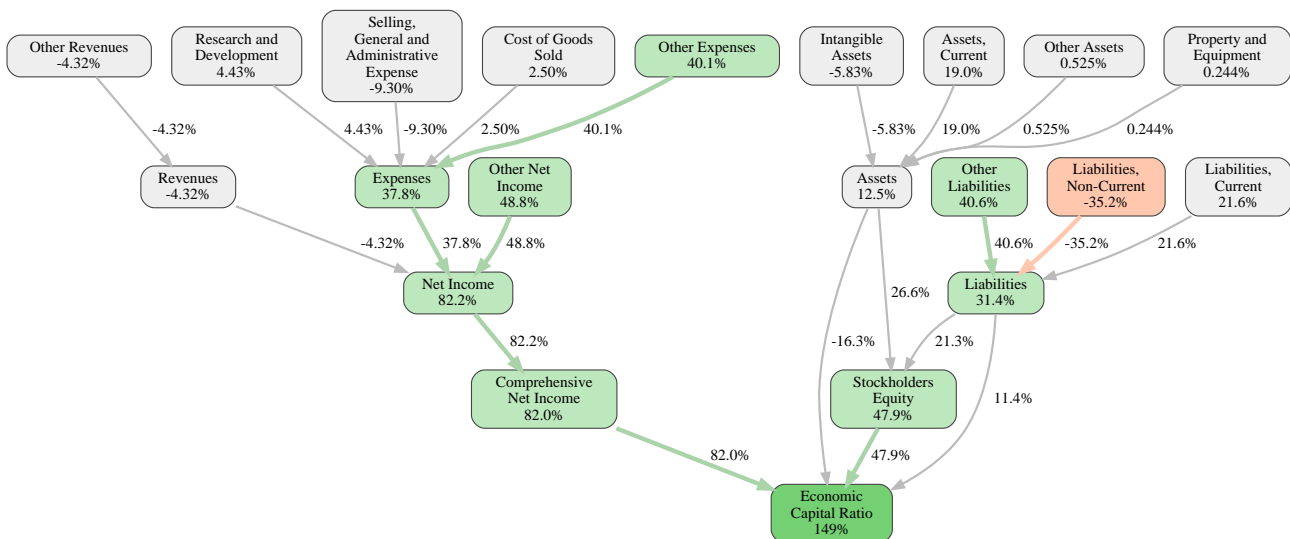 Other Revenues
-4.32%
Research and
Development
4.43%
Selling,
General and
Administrative
Expense
-9.30%
Cost of Goods
Sold
2.50%
Other Expenses
40.1%
Intangible
Assets
-5.83%
Assets,
Current
19.0%
Other Assets
0.525%
Property and
Equipment
0.244%
-4.32%
4.43%
-9.30%
2.50%
40.1%
-5.83%
19.0%
0.525%
0.244%
Revenues
-4.32%
Expenses
37.8%
Other Net
Income
48.8%
Assets
12.5%
Other
Liabilities
40.6%
Liabilities,
Non-Current
-35.2%
Liabilities,
Current
21.6%
-4.32%
37.8%
48.8%
40.6%
-35.2%
21.6%
Net Income
82.2%
Liabilities
31.4%
26.6%
82.2%
-16.3%
21.3%
Comprehensive
Net Income
82.0%
Stockholders
Equity
47.9%
11.4%
82.0%
47.9%
Economic
Capital Ratio
149%